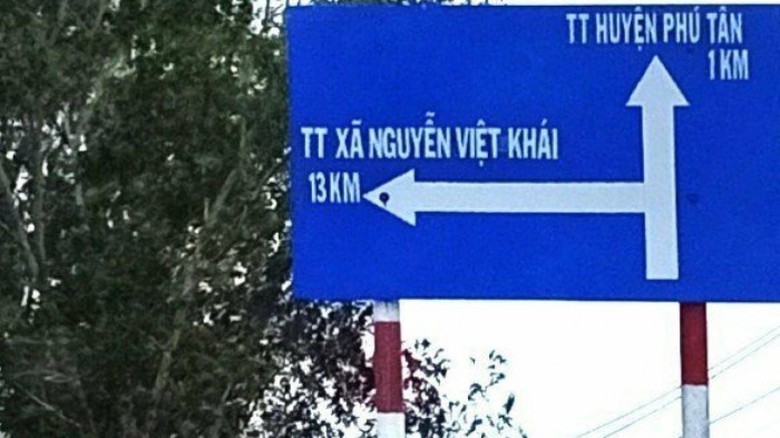 TT HUYỆN PHÚ TÂN
1 KM
TT XÃ NGUYỄN VIỆT KHÁI
13 KM